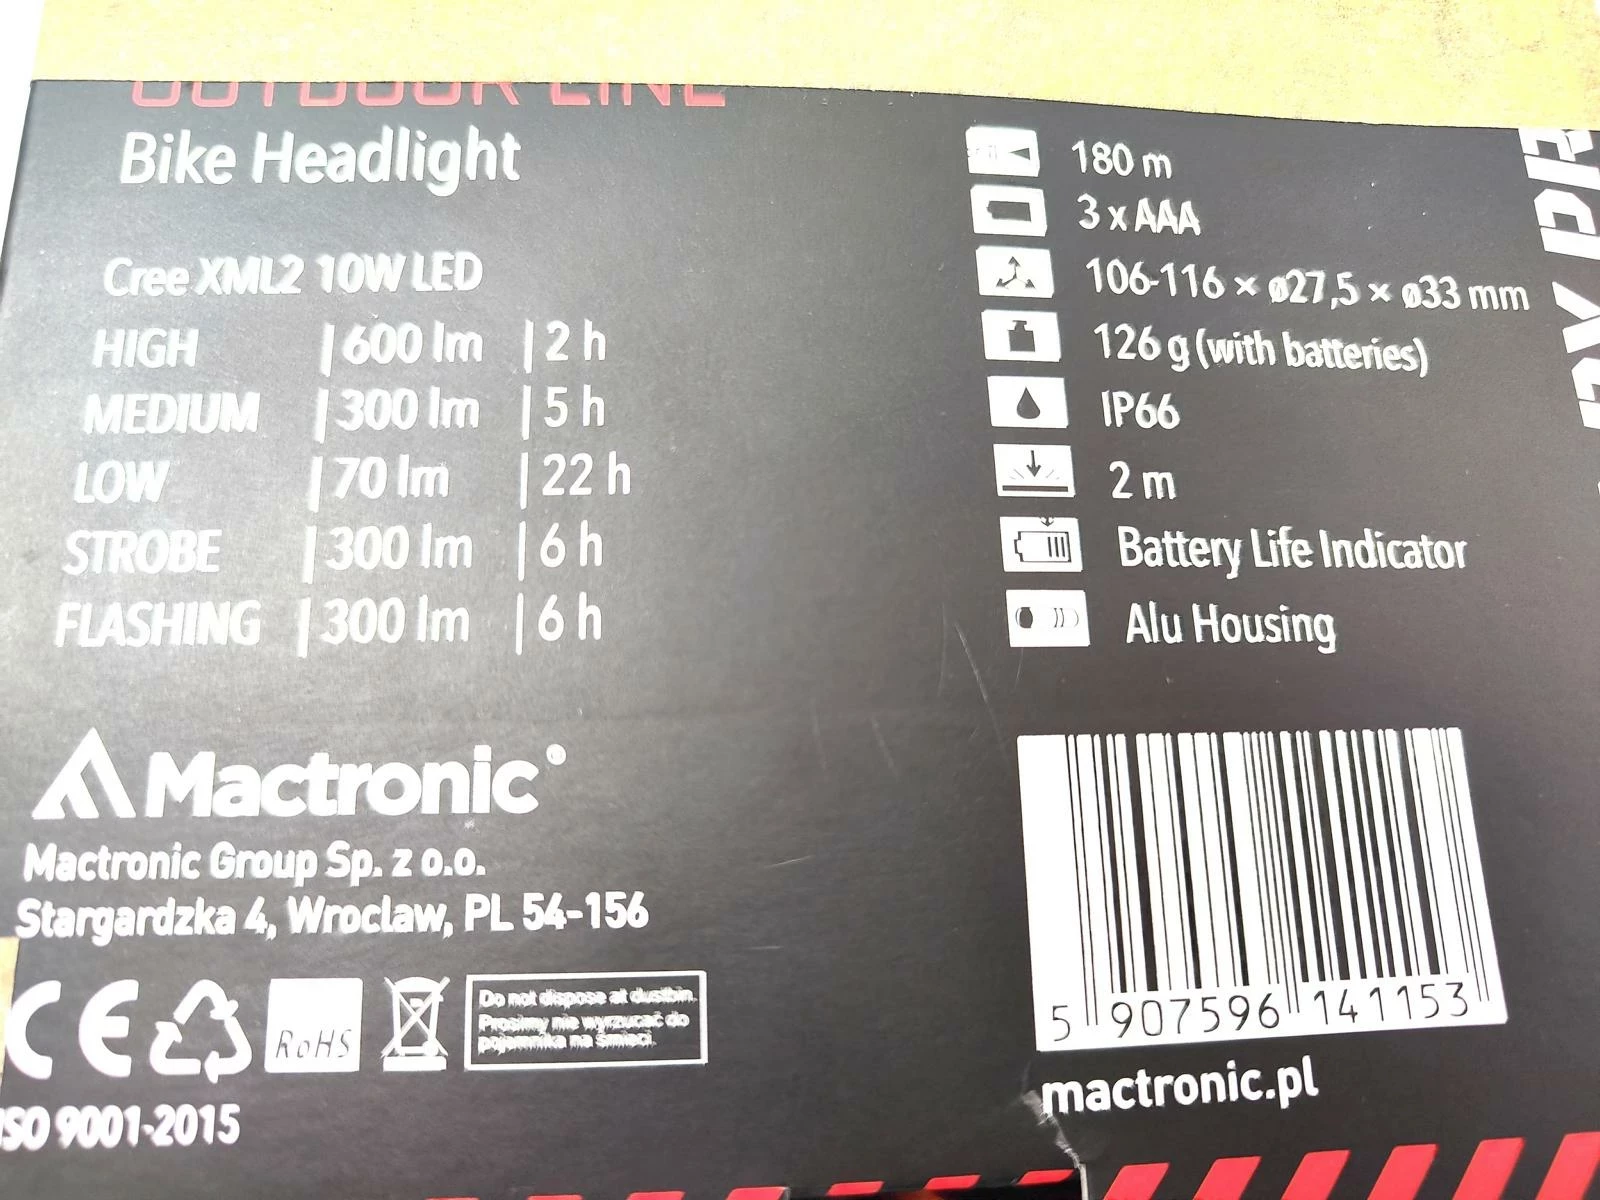 OUTDOOR LINE
Bike Headlight
Cree XML2 10W LED
HIGH | 600 lm | 2 h
MEDIUM | 300 lm | 5 h
LOW | 70 lm | 22 h
STROBE | 300 lm | 6 h
FLASHING | 300 lm | 6 h
180 m
3 x AAA
106-116 × ø27,5 × ø33 mm
126 g (with batteries)
IP66
2 m
Battery Life Indicator
Alu Housing
Mactronic®
Mactronic Group Sp. z o.o.
Stargardzka 4, Wroclaw, PL 54-156
CE
RoHS
Do not dispose at dustbin.
Prosimy nie wyrzucać do
pojemnika na śmieci.
ISO 9001-2015
5 907596 141153
mactronic.pl